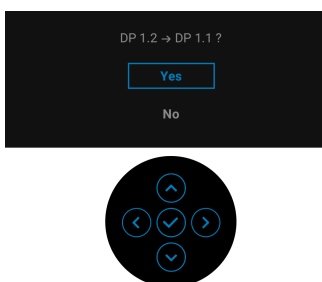 DP 1.2 → DP 1.1 ?
Yes
No